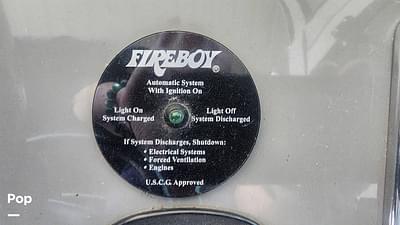 FIREBOY®
Automatic System
With Ignition On
Light On
System Charged
Light Off
System Discharged
If System Discharges, Shutdown:
• Electrical Systems
• Forced Ventilation
• Engines
U.S.C.G. Approved
Pop